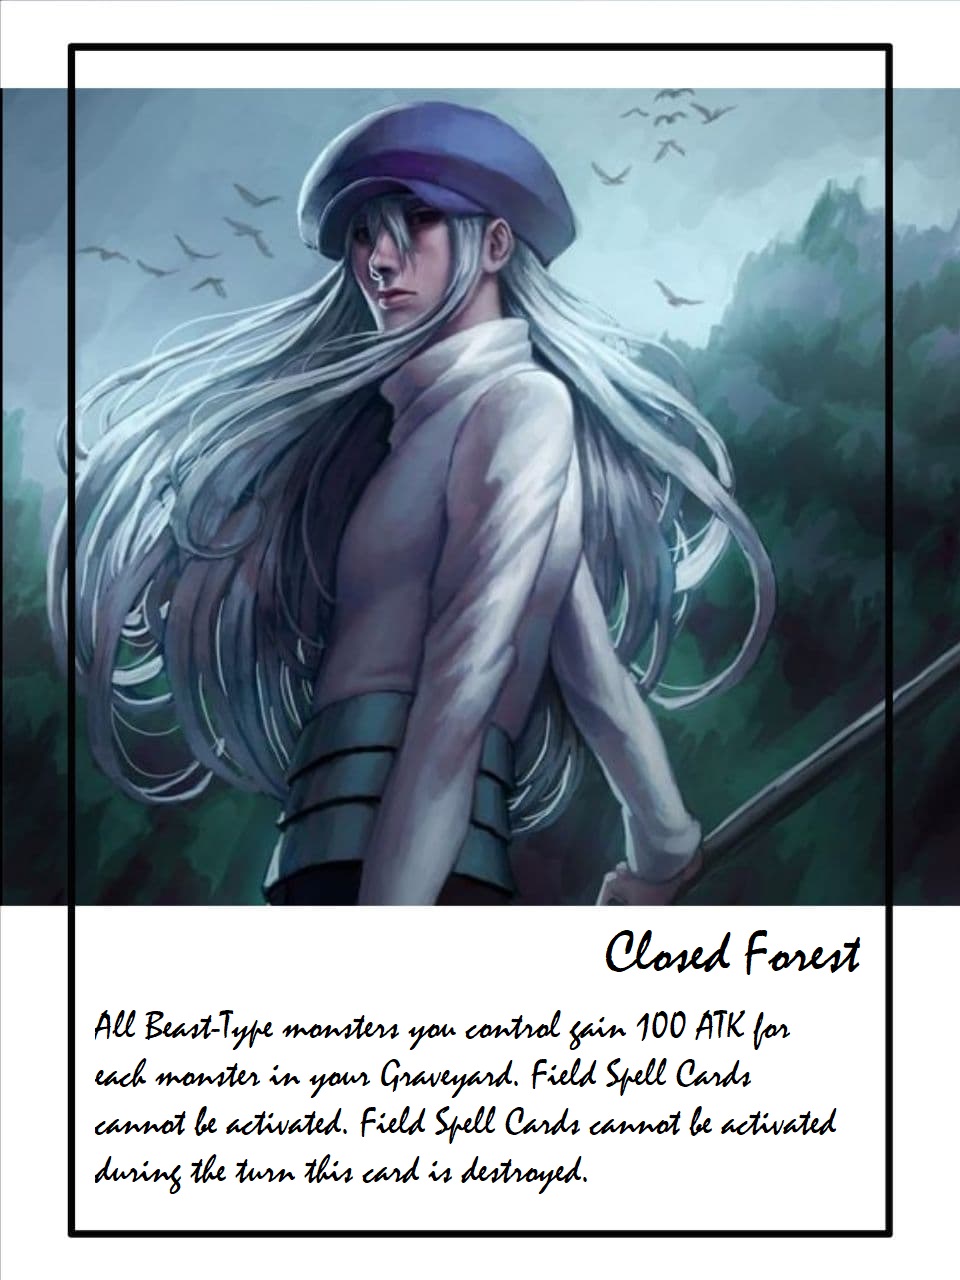 Closed Forest
All Beast-Type monsters you control gain 100 ATK for
each monster in your Graveyard. Field Spell Cards
cannot be activated. Field Spell Cards cannot be activated
during the turn this card is destroyed.